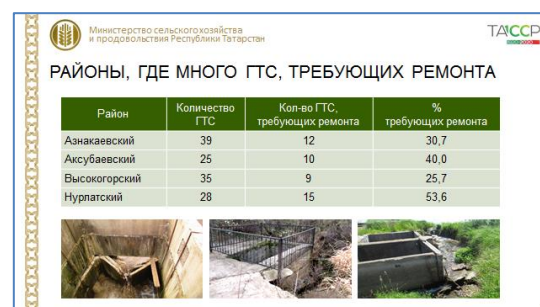 Министерство сельского хозяйства
и продовольствия Республики Татарстан
ТАССР
РАЙОНЫ, ГДЕ МНОГО ГТС, ТРЕБУЮЩИХ РЕМОНТА
Район Количество ГТС Кол-во ГТС, требующих ремонта % требующих ремонта
Азнакаевский 39 12 30,7
Аксубаевский 25 10 40,0
Высокогорский 35 9 25,7
Нурлатский 28 15 53,6